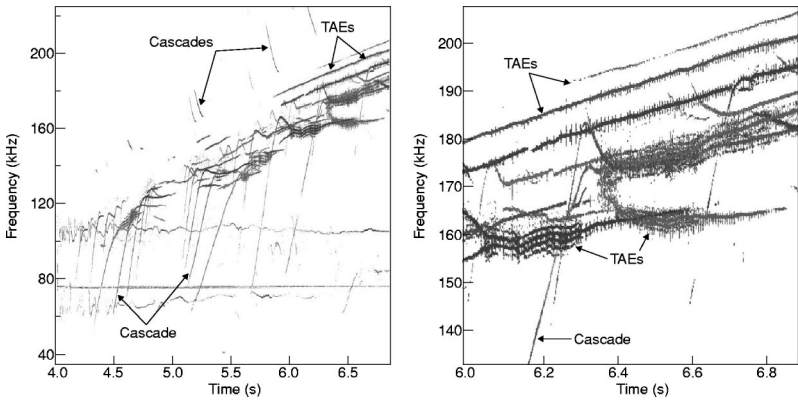 200
160
120
80
40
Frequency (kHz)
4.0 4.5 5.0 5.5 6.0 6.5
Time (s)
Cascades
TAEs
Cascade
200
190
180
170
160
150
140
Frequency (kHz)
6.0 6.2 6.4 6.6 6.8
Time (s)
TAEs
TAEs
Cascade